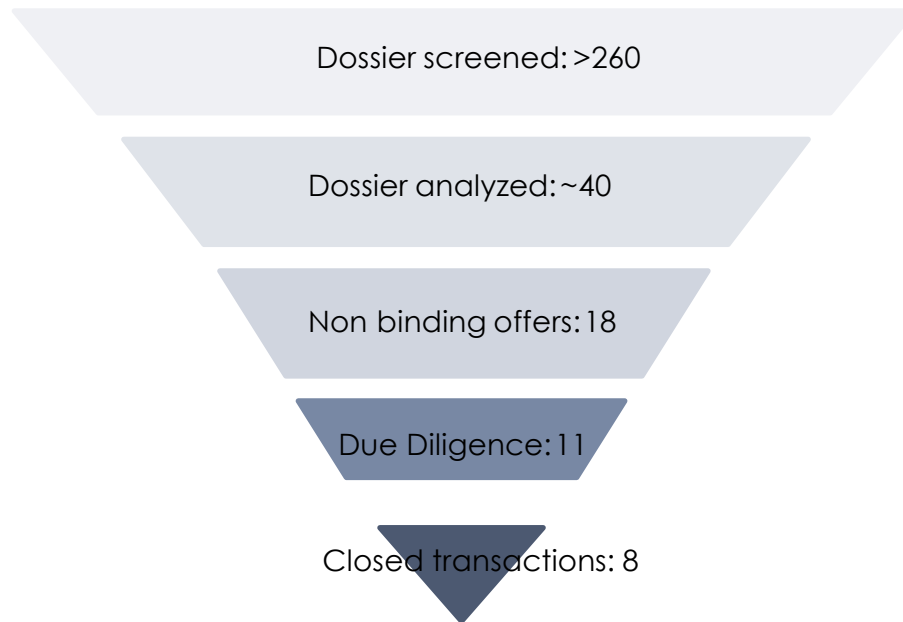 Dossier screened: >260
Dossier analyzed: ~40
Non binding offers: 18
Due Diligence: 11
Closed transactions: 8